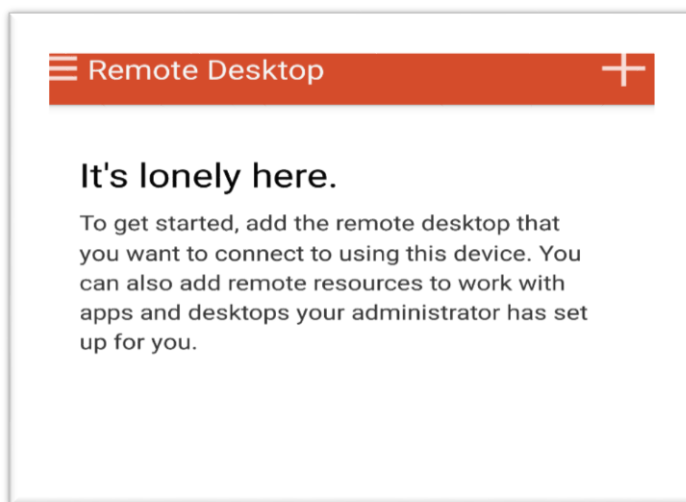 Remote Desktop
It's lonely here.
To get started, add the remote desktop that
you want to connect to using this device. You
can also add remote resources to work with
apps and desktops your administrator has set
up for you.